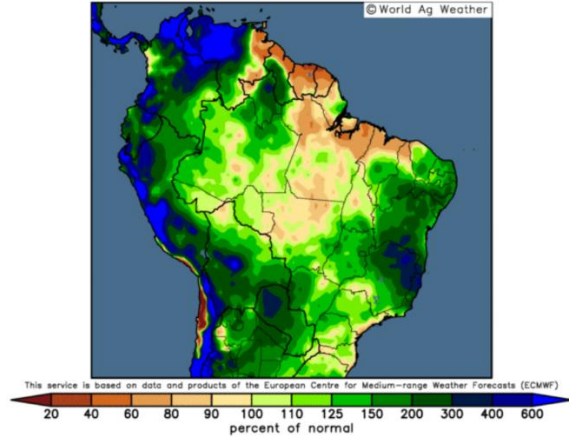 © World Ag Weather
This service is based on data and products of the European Centre for Medium-range Weather Forecasts (ECMWF)
20 40 60 80 90 100 110 125 150 200 300 400 600
percent of normal